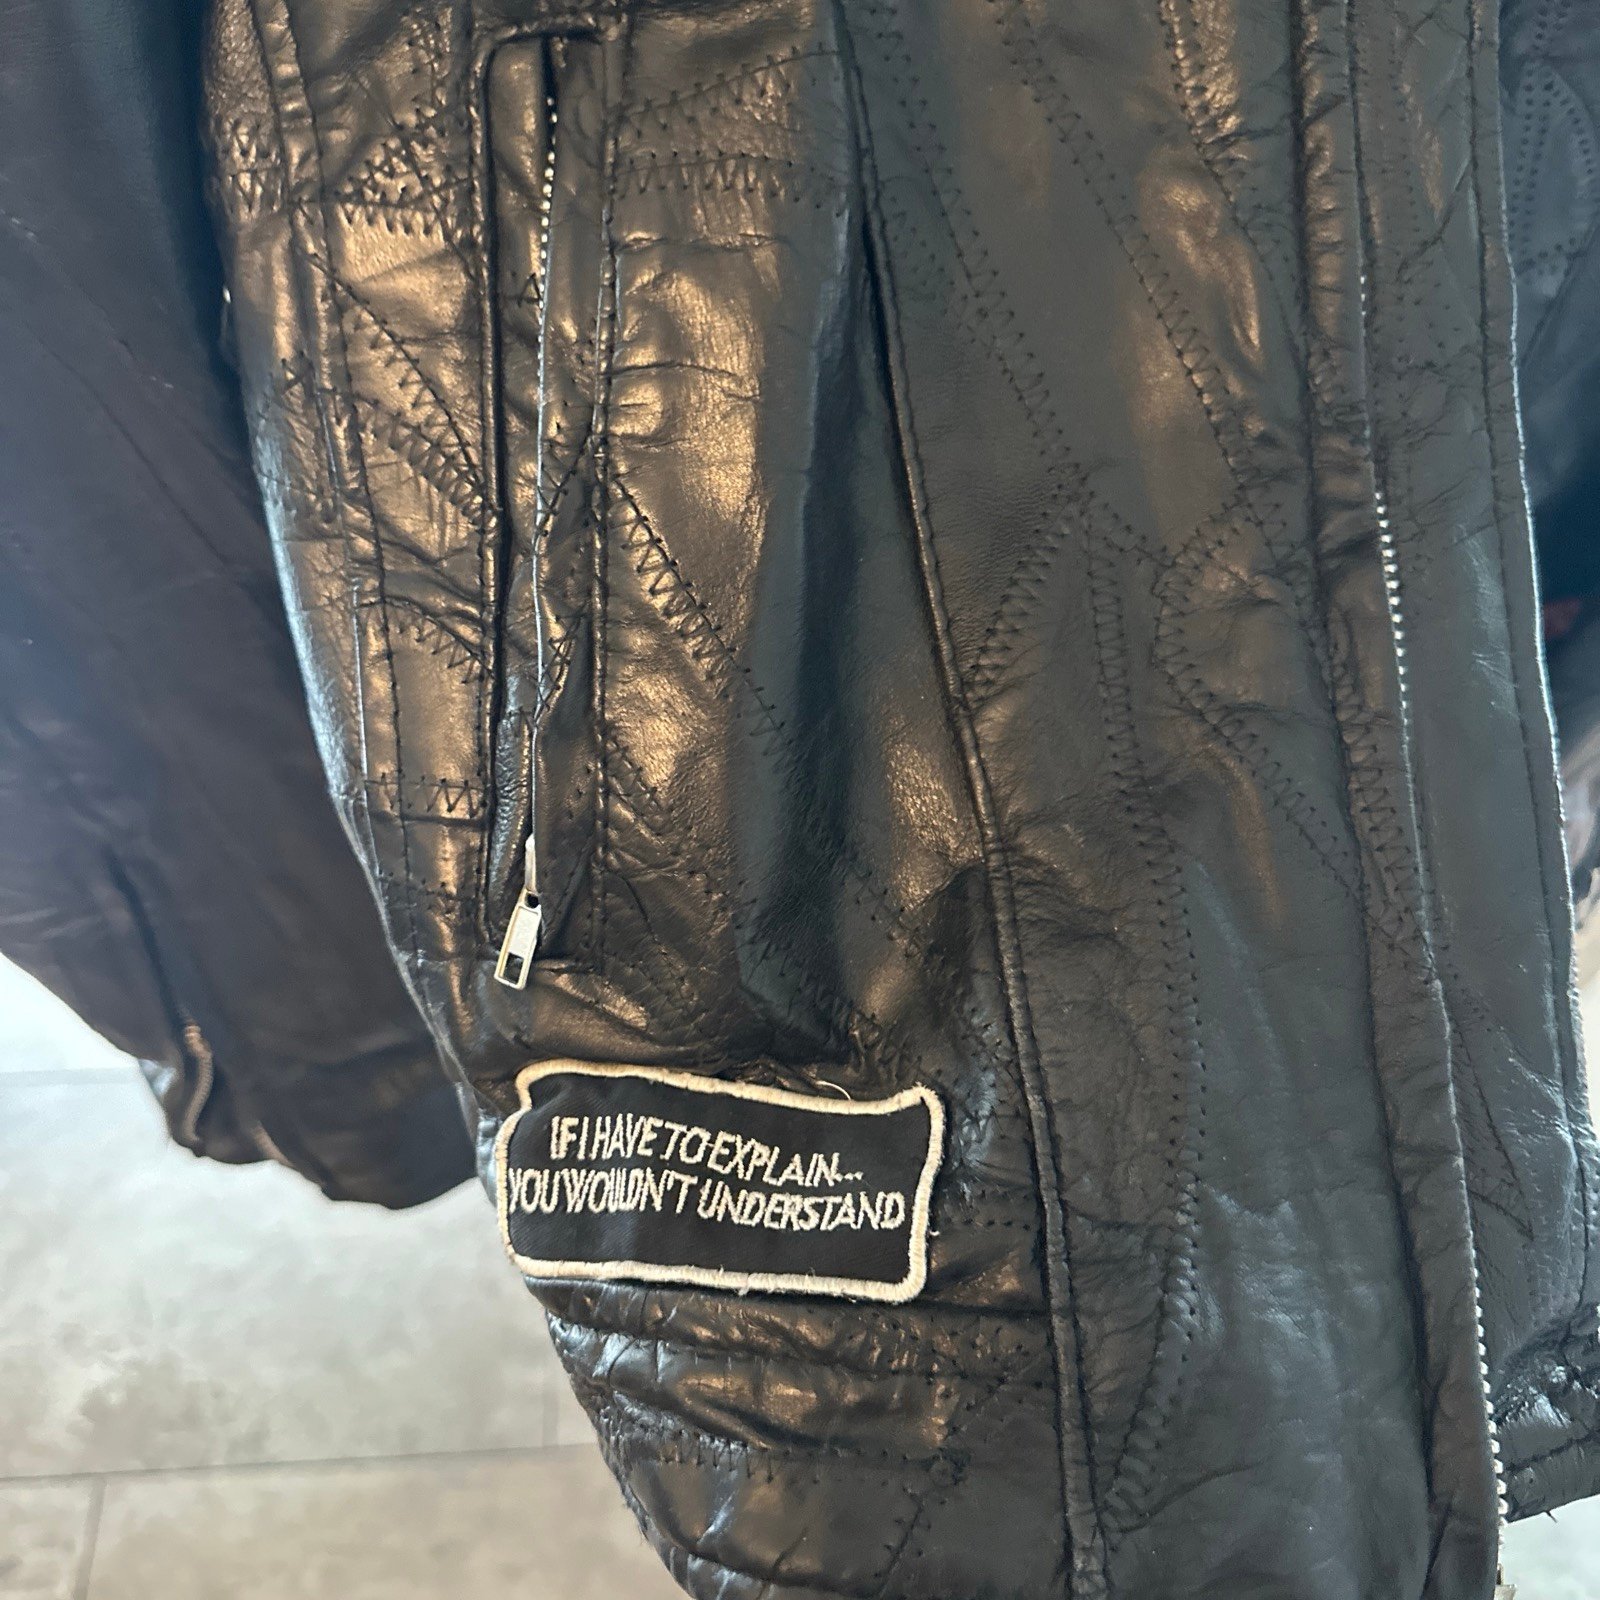 IF I HAVE TO EXPLAIN...
YOU WOULDN'T UNDERSTAND